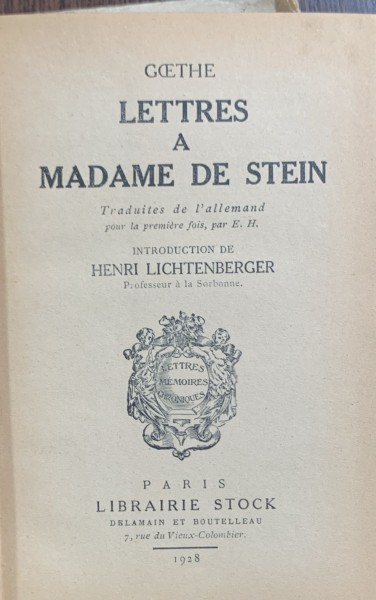 GŒTHE
LETTRES
A
MADAME DE STEIN
Traduites de l'allemand
pour la première fois, par E. H.
INTRODUCTION DE
HENRI LICHTENBERGER
Professeur à la Sorbonne.
LETTRES
MÉMOIRES
CHRONIQUES
PARIS
LIBRAIRIE STOCK
DELAMAIN ET BOUTELLEAU
7, rue du Vieux-Colombier.
1928